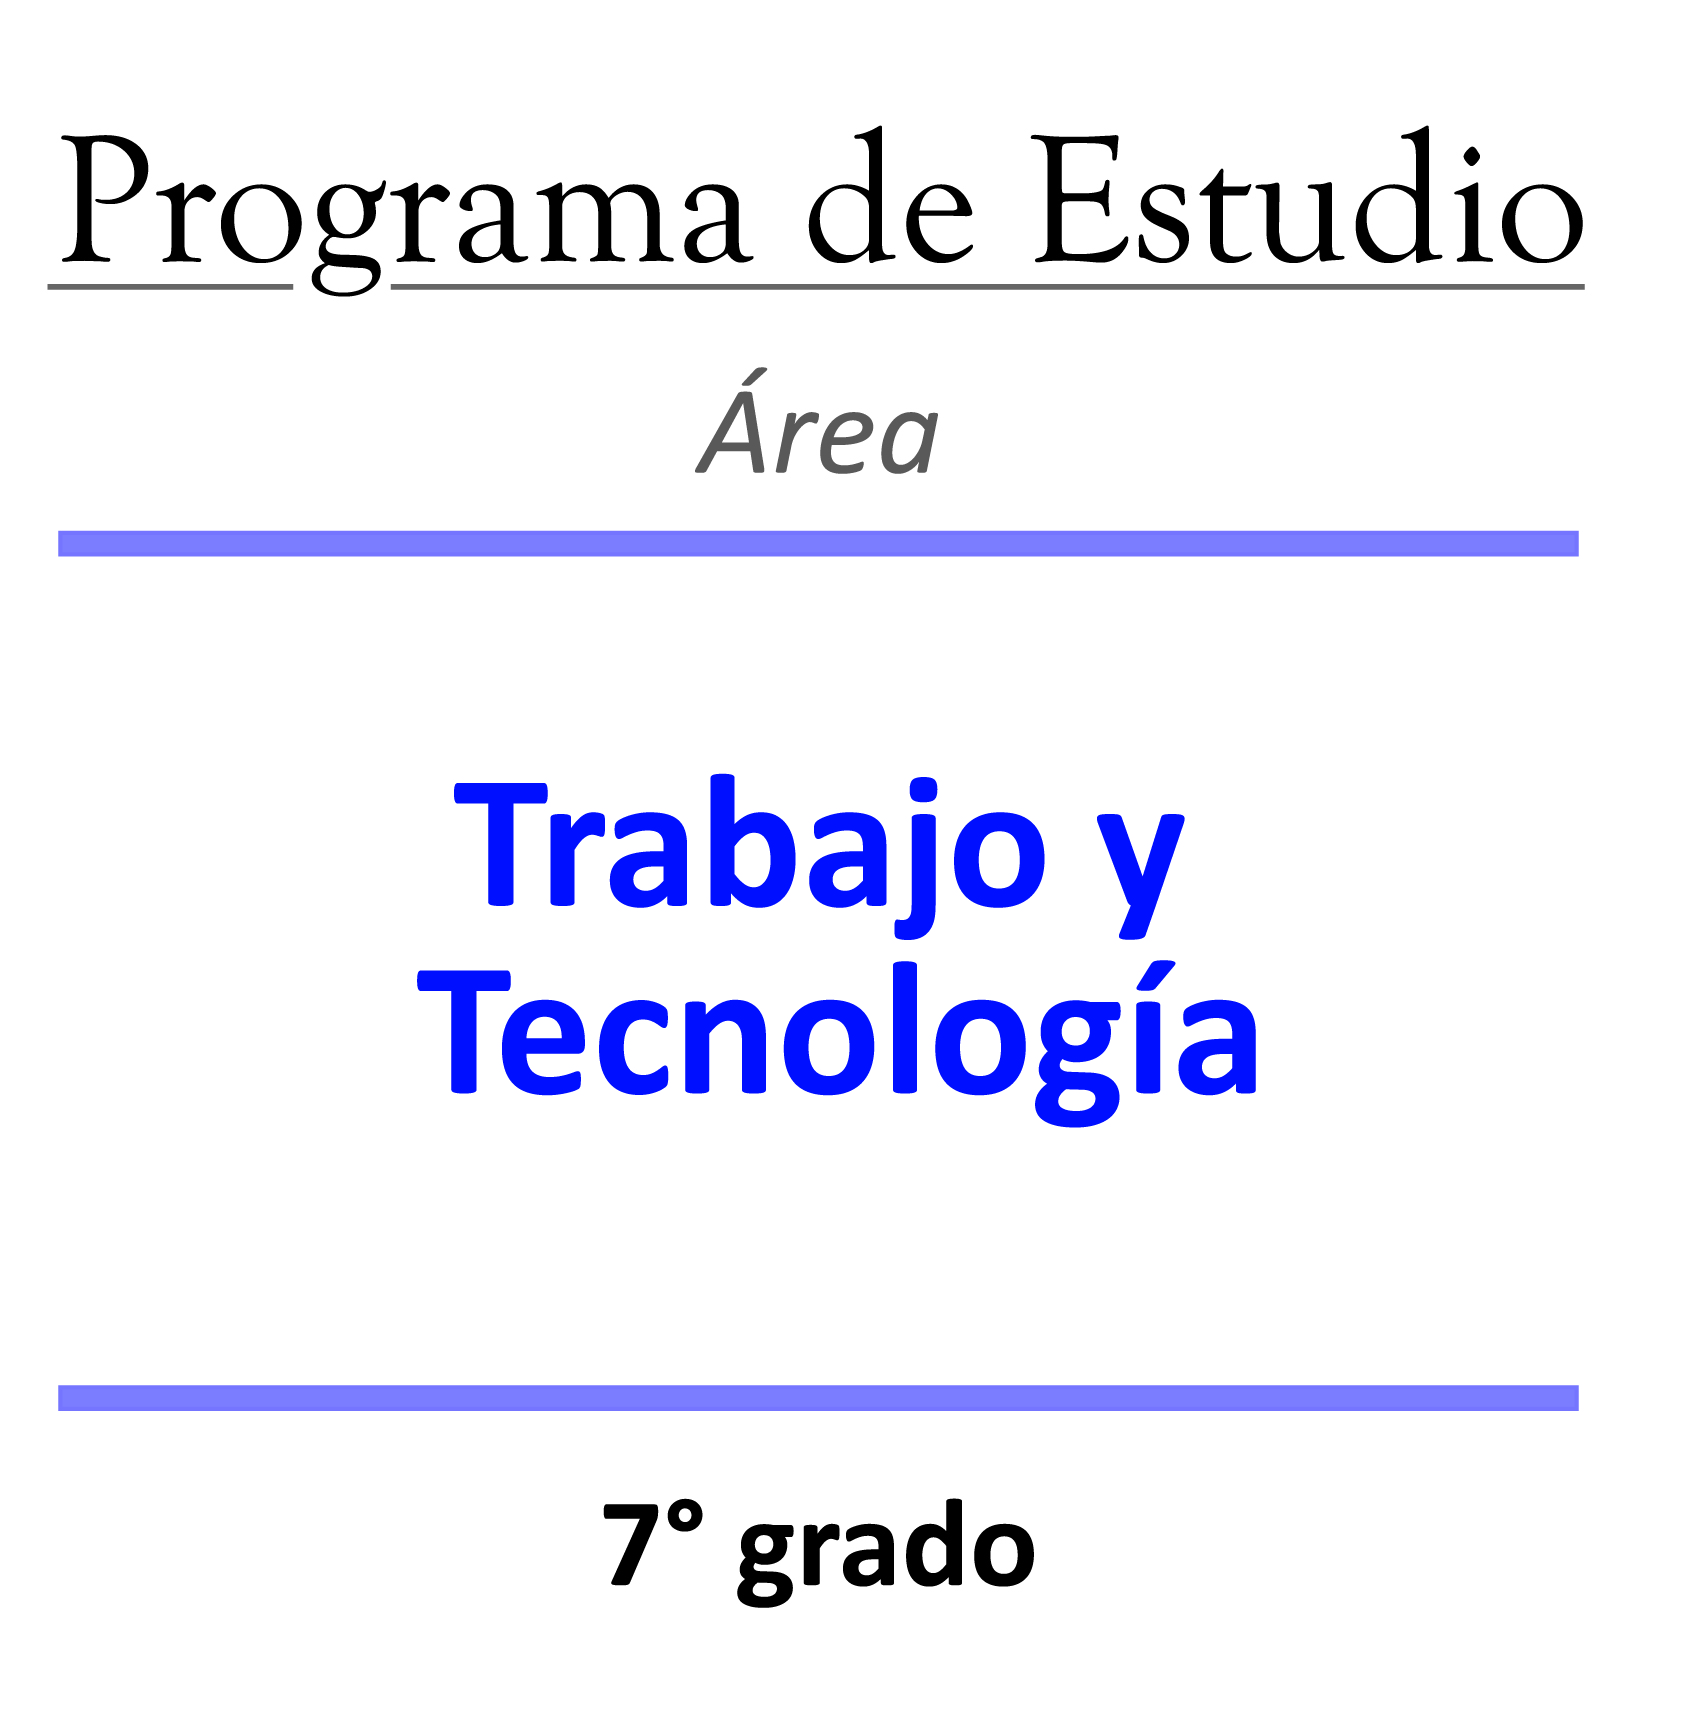 Programa de Estudio
Área
Trabajo y
Tecnología
7° grado